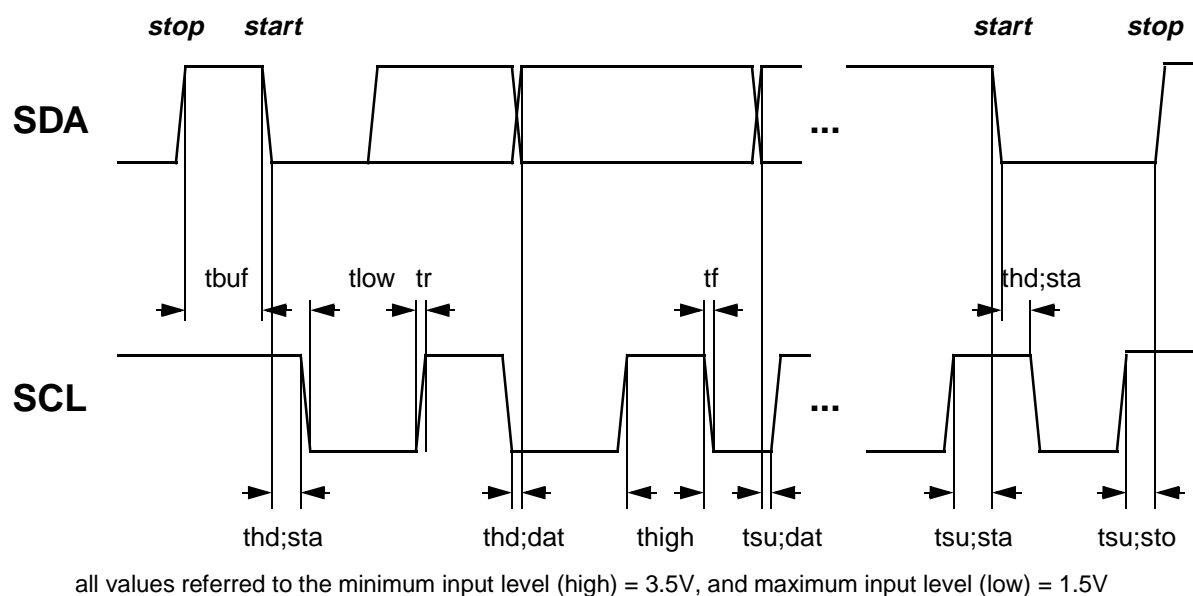 stop start start stop
SDA ...
tbuf tlow tr tf thd;sta
SCL ...
thd;sta thd;dat thigh tsu;dat tsu;sta tsu;sto
all values referred to the minimum input level (high) = 3.5V, and maximum input level (low) = 1.5V